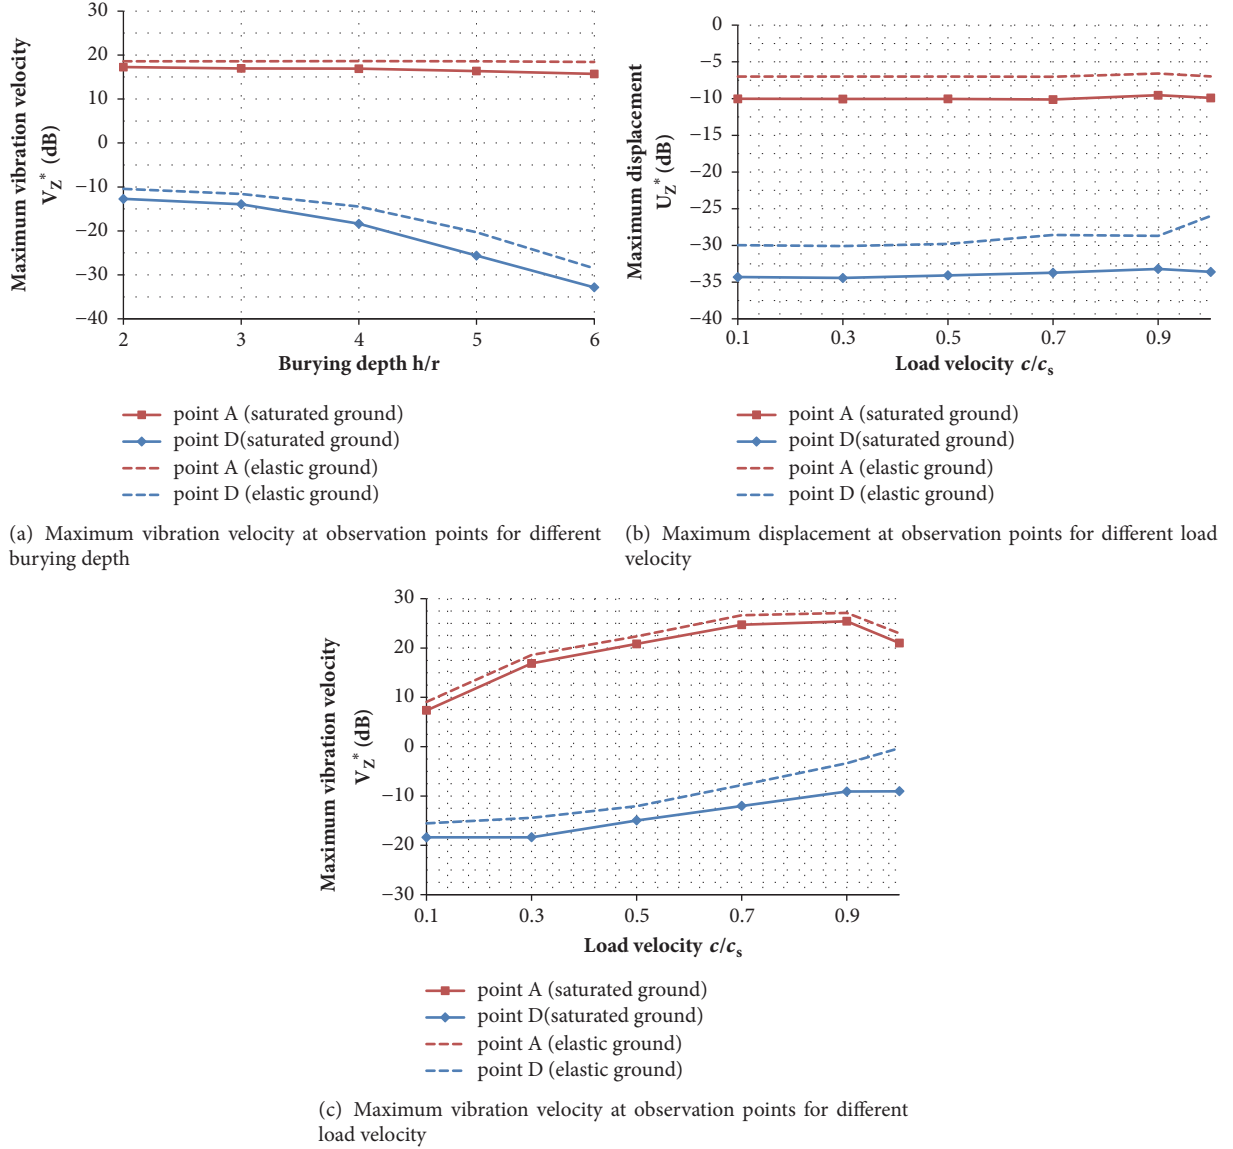 30
20
10
0
−10
−20
−30
−40
Maximum vibration velocity
VZ* (dB)
2 3 4 5 6
Burying depth h/r
point A (saturated ground)
point D(saturated ground)
point A (elastic ground)
point D (elastic ground)
(a) Maximum vibration velocity at observation points for different
burying depth
0
−5
−10
−15
−20
−25
−30
−35
−40
Maximum displacement
UZ* (dB)
0.1 0.3 0.5 0.7 0.9
Load velocity c/cs
point A (saturated ground)
point D(saturated ground)
point A (elastic ground)
point D (elastic ground)
(b) Maximum displacement at observation points for different load
velocity
30
20
10
0
−10
−20
−30
Maximum vibration velocity
VZ* (dB)
0.1 0.3 0.5 0.7 0.9
Load velocity c/cs
point A (saturated ground)
point D(saturated ground)
point A (elastic ground)
point D (elastic ground)
(c) Maximum vibration velocity at observation points for different
load velocity